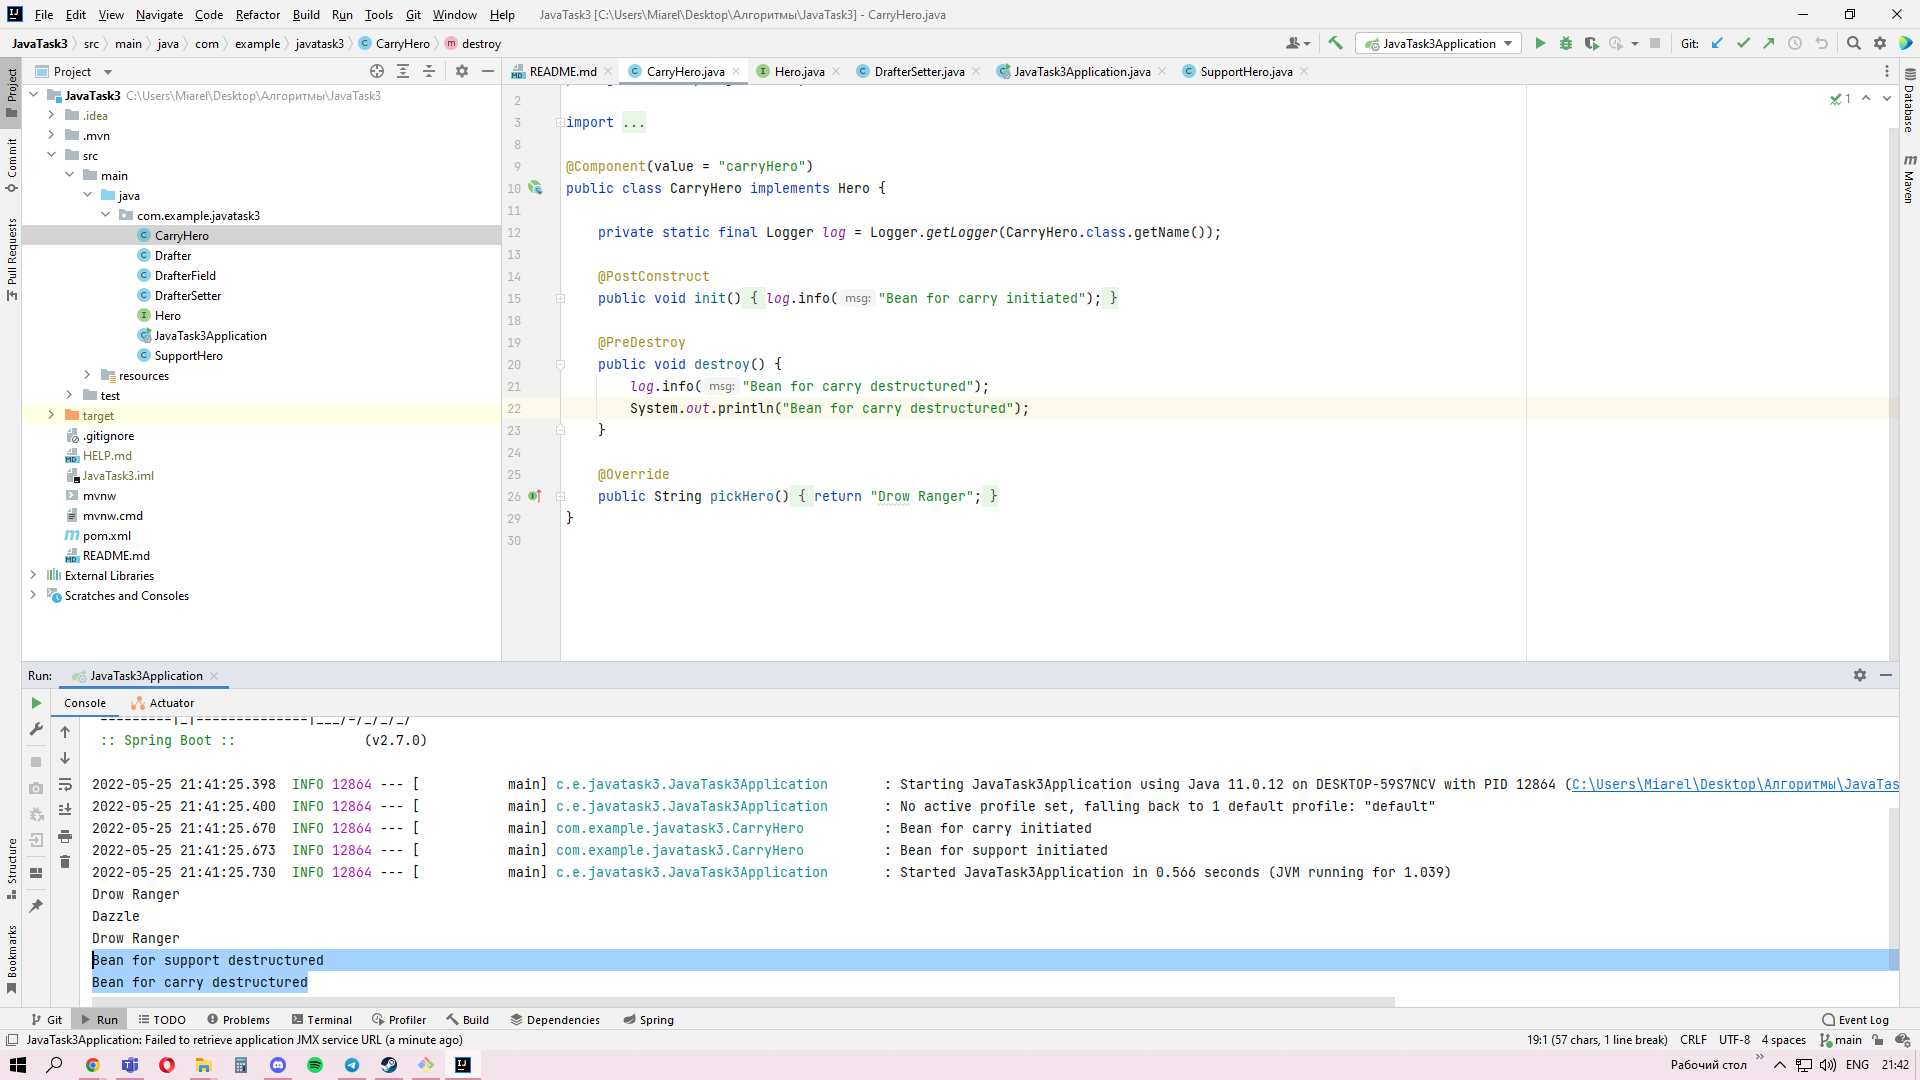 File Edit View Navigate Code Refactor Build Run Tools Git Window Help JavaTask3 [C:\Users\Miarel\Desktop\Алгоритмы\JavaTask3] - CarryHero.java
JavaTask3 src main java com example javatask3 CarryHero destroy
JavaTask3Application Git:
Project
README.md CarryHero.java Hero.java DrafterSetter.java JavaTask3Application.java SupportHero.java
Project
Commit
Pull Requests
Structure
Bookmarks
Database
Maven
JavaTask3 C:\Users\Miarel\Desktop\Алгоритмы\JavaTask3
.idea
.mvn
src
main
java
com.example.javatask3
CarryHero
Drafter
DrafterField
DrafterSetter
Hero
JavaTask3Application
SupportHero
resources
test
target
.gitignore
HELP.md
JavaTask3.iml
mvnw
mvnw.cmd
pom.xml
README.md
External Libraries
Scratches and Consoles
1
2
3 import ...
8
9 @Component(value = "carryHero")
10 public class CarryHero implements Hero {
11
12 private static final Logger log = Logger.getLogger(CarryHero.class.getName());
13
14 @PostConstruct
15 public void init() { log.info( msg: "Bean for carry initiated"); }
18
19 @PreDestroy
20 public void destroy() {
21 log.info( msg: "Bean for carry destructured");
22 System.out.println("Bean for carry destructured");
23 }
24
25 @Override
26 public String pickHero() { return "Drow Ranger"; }
29 }
30
Run: JavaTask3Application
Console Actuator
:: Spring Boot :: (v2.7.0)
2022-05-25 21:41:25.398 INFO 12864 --- [ main] c.e.javatask3.JavaTask3Application : Starting JavaTask3Application using Java 11.0.12 on DESKTOP-59S7NCV with PID 12864 (C:\Users\Miarel\Desktop\Алгоритмы\JavaTas
2022-05-25 21:41:25.400 INFO 12864 --- [ main] c.e.javatask3.JavaTask3Application : No active profile set, falling back to 1 default profile: "default"
2022-05-25 21:41:25.670 INFO 12864 --- [ main] com.example.javatask3.CarryHero : Bean for carry initiated
2022-05-25 21:41:25.673 INFO 12864 --- [ main] com.example.javatask3.CarryHero : Bean for support initiated
2022-05-25 21:41:25.730 INFO 12864 --- [ main] c.e.javatask3.JavaTask3Application : Started JavaTask3Application in 0.566 seconds (JVM running for 1.039)
Drow Ranger
Dazzle
Drow Ranger
Bean for support destructured
Bean for carry destructured
Git Run TODO Problems Terminal Profiler Build Dependencies Spring Event Log
JavaTask3Application: Failed to retrieve application JMX service URL (a minute ago) 19:1 (57 chars, 1 line break) CRLF UTF-8 4 spaces main
Рабочий стол ENG 21:42